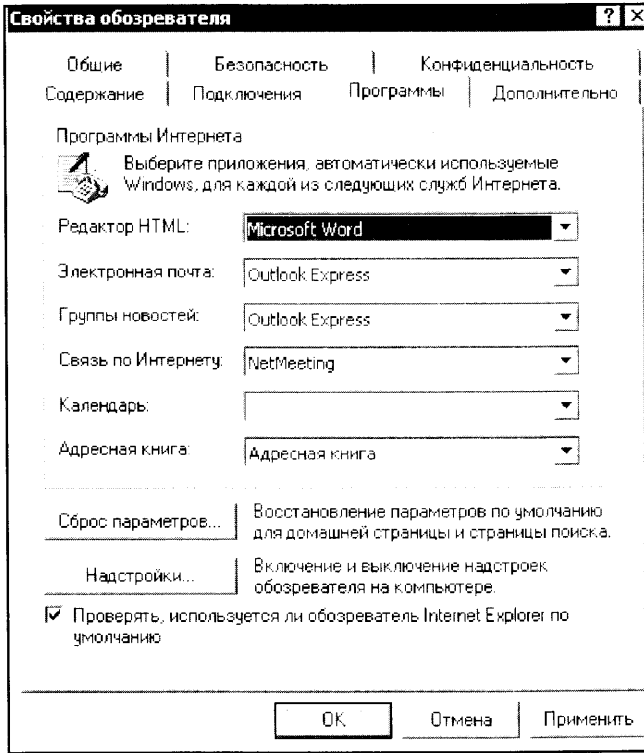 Свойства обозревателя
Общие Безопасность Конфиденциальность
Содержание Подключения Программы Дополнительно
Программы Интернета
Выберите приложения, автоматически используемые
Windows, для каждой из следующих служб Интернета.
Редактор HTML: Microsoft Word
Электронная почта: Outlook Express
Группы новостей: Outlook Express
Связь по Интернету: NetMeeting
Календарь:
Адресная книга: Адресная книга
Сброс параметров... Восстановление параметров по умолчанию
для домашней страницы и страницы поиска.
Надстройки... Включение и выключение надстроек
обозревателя на компьютере.
Проверять, используется ли обозреватель Internet Explorer по
умолчанию
OK Отмена Применить